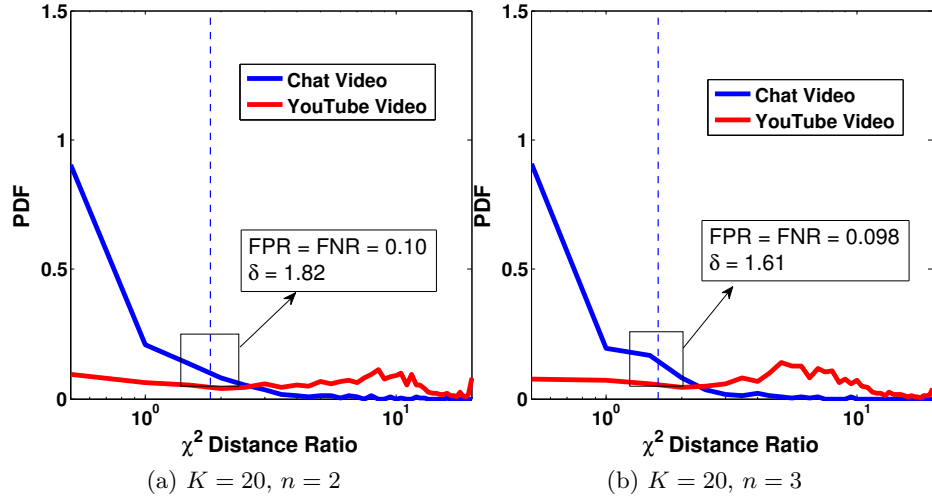 1.5
1
0.5
0
PDF
Chat Video
YouTube Video
FPR = FNR = 0.10
δ = 1.82
10^0
10^1
χ^2 Distance Ratio
(a) K = 20, n = 2
1.5
1
0.5
0
PDF
Chat Video
YouTube Video
FPR = FNR = 0.098
δ = 1.61
10^0
10^1
χ^2 Distance Ratio
(b) K = 20, n = 3